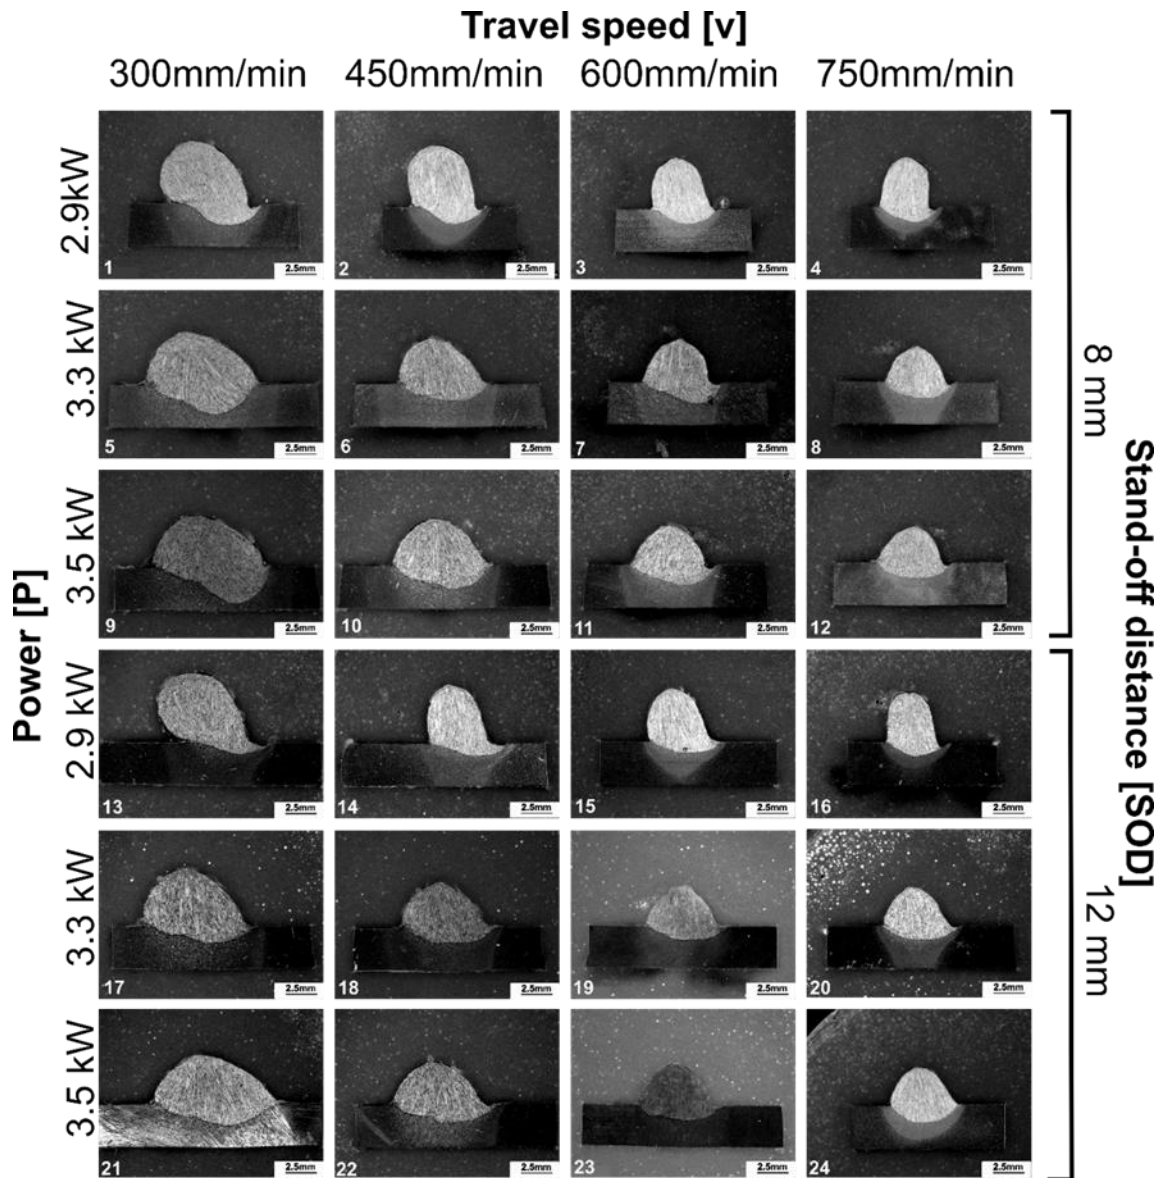 Travel speed [v]
300mm/min 450mm/min 600mm/min 750mm/min
Power [P]
Stand-off distance [SOD]
8 mm
12 mm
2.9kW
1 2.5mm 2 2.5mm 3 2.5mm 4 2.5mm
3.3 kW
5 2.5mm 6 2.5mm 7 2.5mm 8 2.5mm
3.5 kW
9 2.5mm 10 2.5mm 11 2.5mm 12 2.5mm
2.9 kW
13 2.5mm 14 2.5mm 15 2.5mm 16 2.5mm
3.3 kW
17 2.5mm 18 2.5mm 19 2.5mm 20 2.5mm
3.5 kW
21 2.5mm 22 2.5mm 23 2.5mm 24 2.5mm